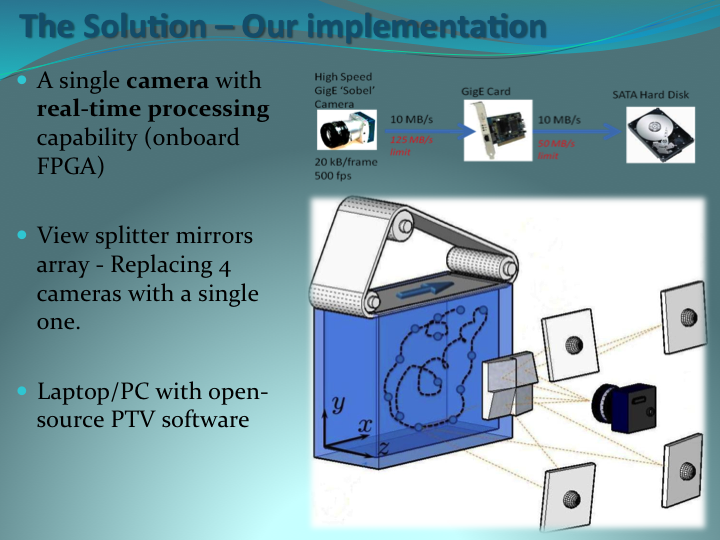 The Solution – Our implementation
A single camera with
real-time processing
capability (onboard
FPGA)
View splitter mirrors
array - Replacing 4
cameras with a single
one.
Laptop/PC with open-
source PTV software
High Speed
GigE 'Sobel'
Camera
20 kB/frame
500 fps
10 MB/s
125 MB/s
limit
GigE Card
10 MB/s
50 MB/s
limit
SATA Hard Disk
y
x
z